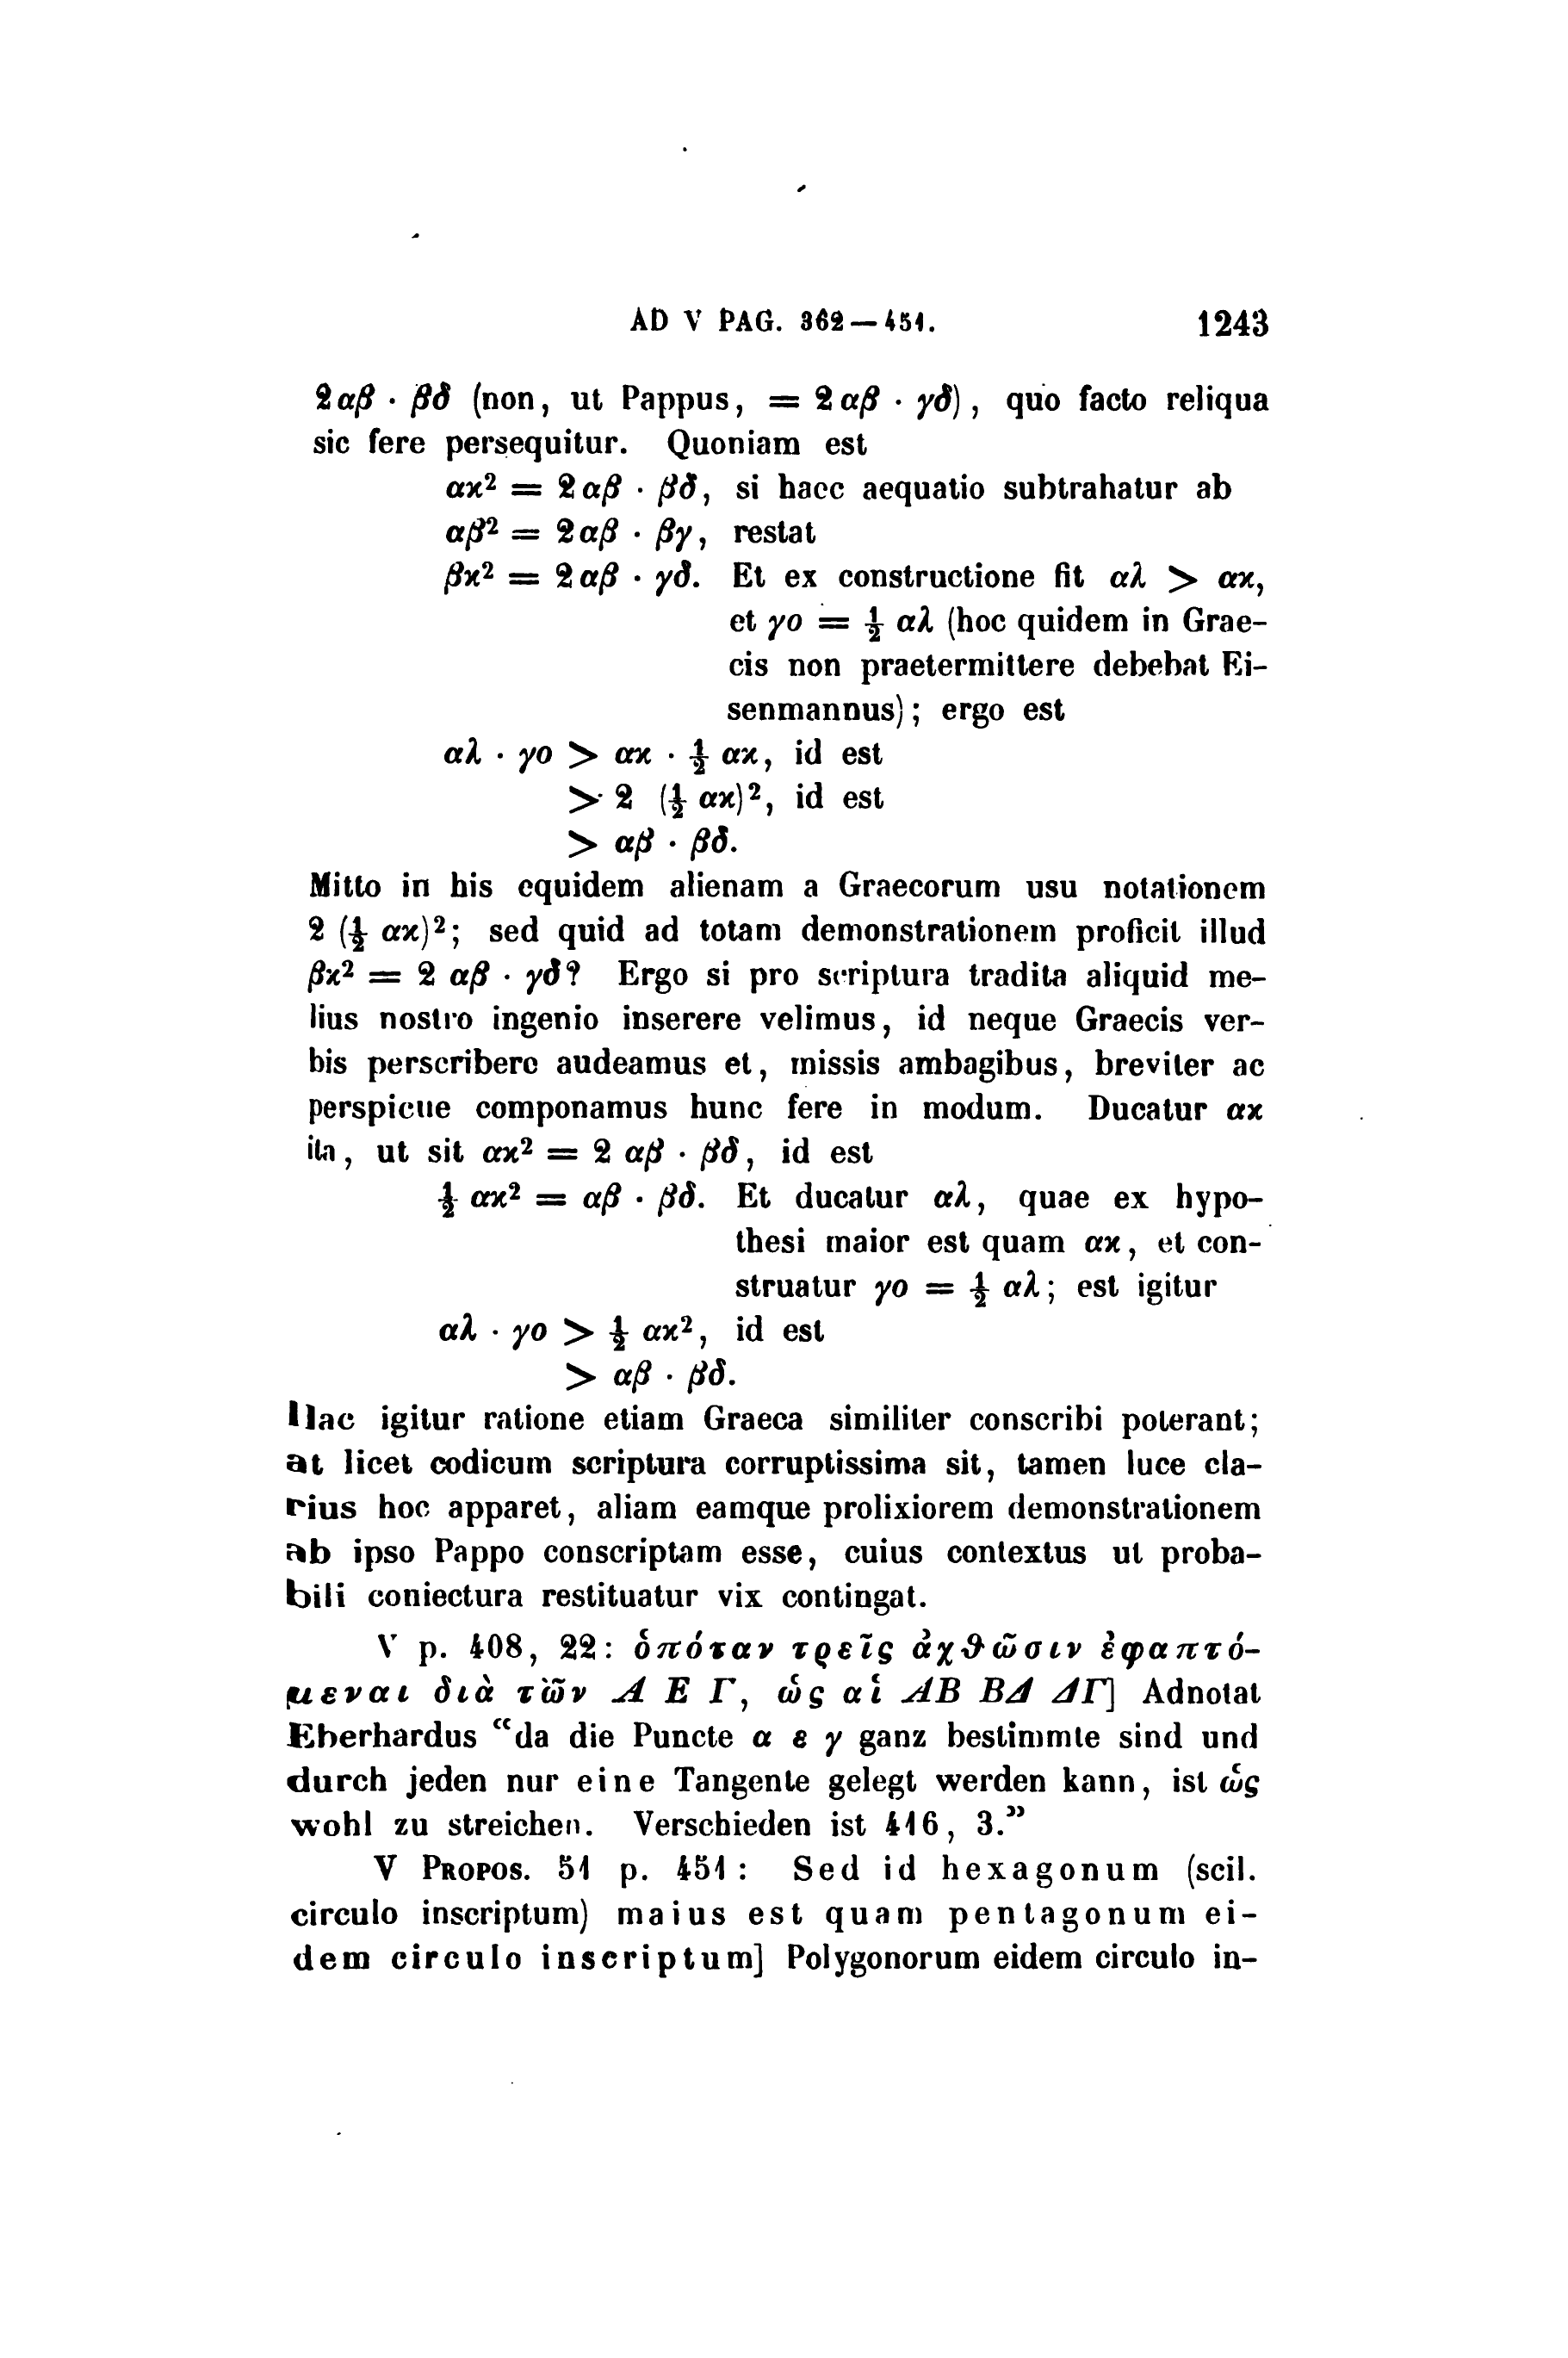 AD V PAG. 362—451. 1243
2αβ · βδ (non, ut Pappus, = 2αβ · γδ), quo facto reliqua
sic fere persequitur. Quoniam est
ακ² = 2αβ · βδ, si haec aequatio subtrahatur ab
αβ² = 2αβ · βγ, restat
βκ² = 2αβ · γδ. Et ex constructione fit αλ > ακ,
et γο = ½ αλ (hoc quidem in Grae-
cis non praetermittere debebat Ei-
senmannus); ergo est
αλ · γο > ακ · ½ ακ, id est
> 2 (½ ακ)², id est
> αβ · βδ.
Mitto in his equidem alienam a Graecorum usu notationem
2 (½ ακ)²; sed quid ad totam demonstrationem proficit illud
βκ² = 2 αβ · γδ? Ergo si pro scriptura tradita aliquid me-
lius nostro ingenio inserere velimus, id neque Graecis ver-
bis perscribere audeamus et, missis ambagibus, breviter ac
perspicue componamus hunc fere in modum. Ducatur ακ
ita, ut sit ακ² = 2 αβ · βδ, id est
½ ακ² = αβ · βδ. Et ducatur αλ, quae ex hypo-
thesi maior est quam ακ, et con-
struatur γο = ½ αλ; est igitur
αλ · γο > ½ ακ², id est
> αβ · βδ.
Hac igitur ratione etiam Graeca similiter conscribi poterant;
at licet codicum scriptura corruptissima sit, tamen luce cla-
rius hoc apparet, aliam eamque prolixiorem demonstrationem
ab ipso Pappo conscriptam esse, cuius contextus ut proba-
bili coniectura restituatur vix contingat.
V p. 408, 22: ὁπόταν τρεῖς ἀχθῶσιν ἐφαπτό-
μεναι διὰ τῶν Α Ε Γ, ὡς αἱ ΑΒ ΒΔ ΔΓ] Adnotat
Eberhardus “da die Puncte α ε γ ganz bestimmte sind und
durch jeden nur eine Tangente gelegt werden kann, ist ὡς
wohl zu streichen. Verschieden ist 416, 3.”
V PROPOS. 51 p. 451: Sed id hexagonum (scil.
circulo inscriptum) maius est quam pentagonum ei-
dem circulo inscriptum] Polygonorum eidem circulo in-